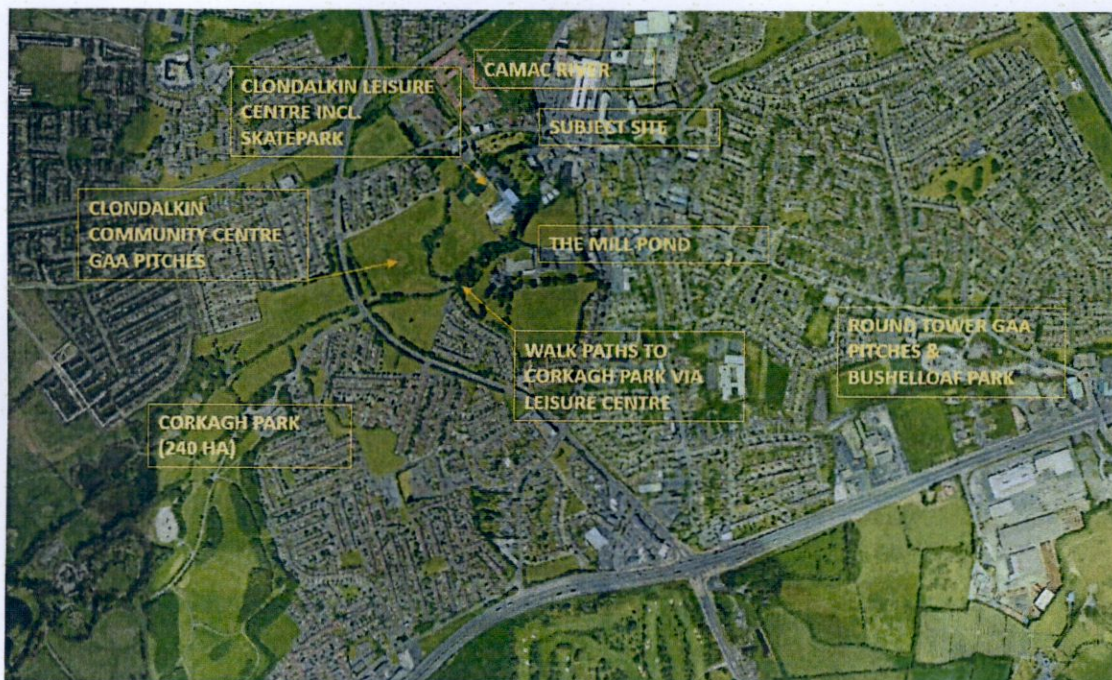 CAMAC RIVER
CLONDALKIN LEISURE
CENTRE INCL.
SKATEPARK
SUBJEST SITE
CLONDALKIN
COMMUNITY CENTRE
GAA PITCHES
THE MILL POND
ROUND TOWER GAA
PITCHES &
BUSHELLOAF PARK
WALK PATHS TO
CORKAGH PARK VIA
LEISURE CENTRE
CORKAGH PARK
(240 HA)